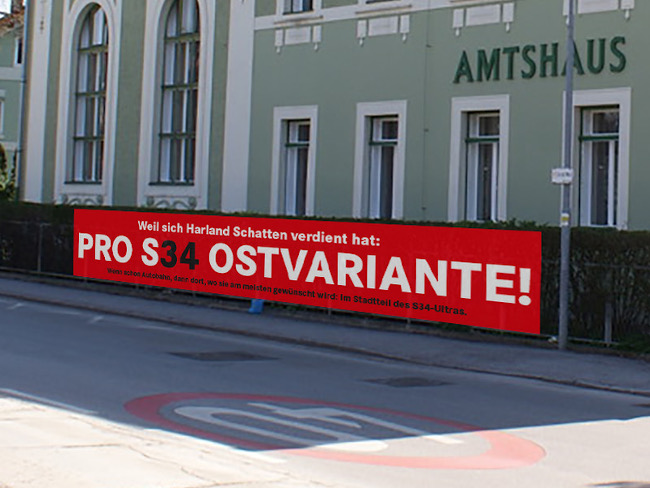 AMTSHAUS
Weil sich Harland Schatten verdient hat:
PRO S34 OSTVARIANTE!
Wenn schon Autobahn, dann dort, wo sie am meisten gewünscht wird: Im Stadtteil des S34-Ultras.